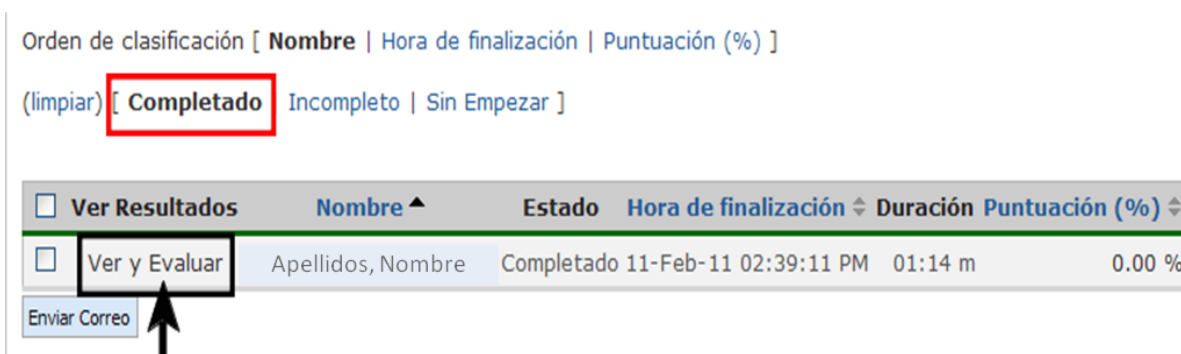 Orden de clasificación [ Nombre | Hora de finalización | Puntuación (%) ]
(limpiar) [ Completado Incompleto | Sin Empezar ]
Ver Resultados Nombre Estado Hora de finalización Duración Puntuación (%)
Ver y Evaluar Apellidos, Nombre Completado 11-Feb-11 02:39:11 PM 01:14 m 0.00 %
Enviar Correo